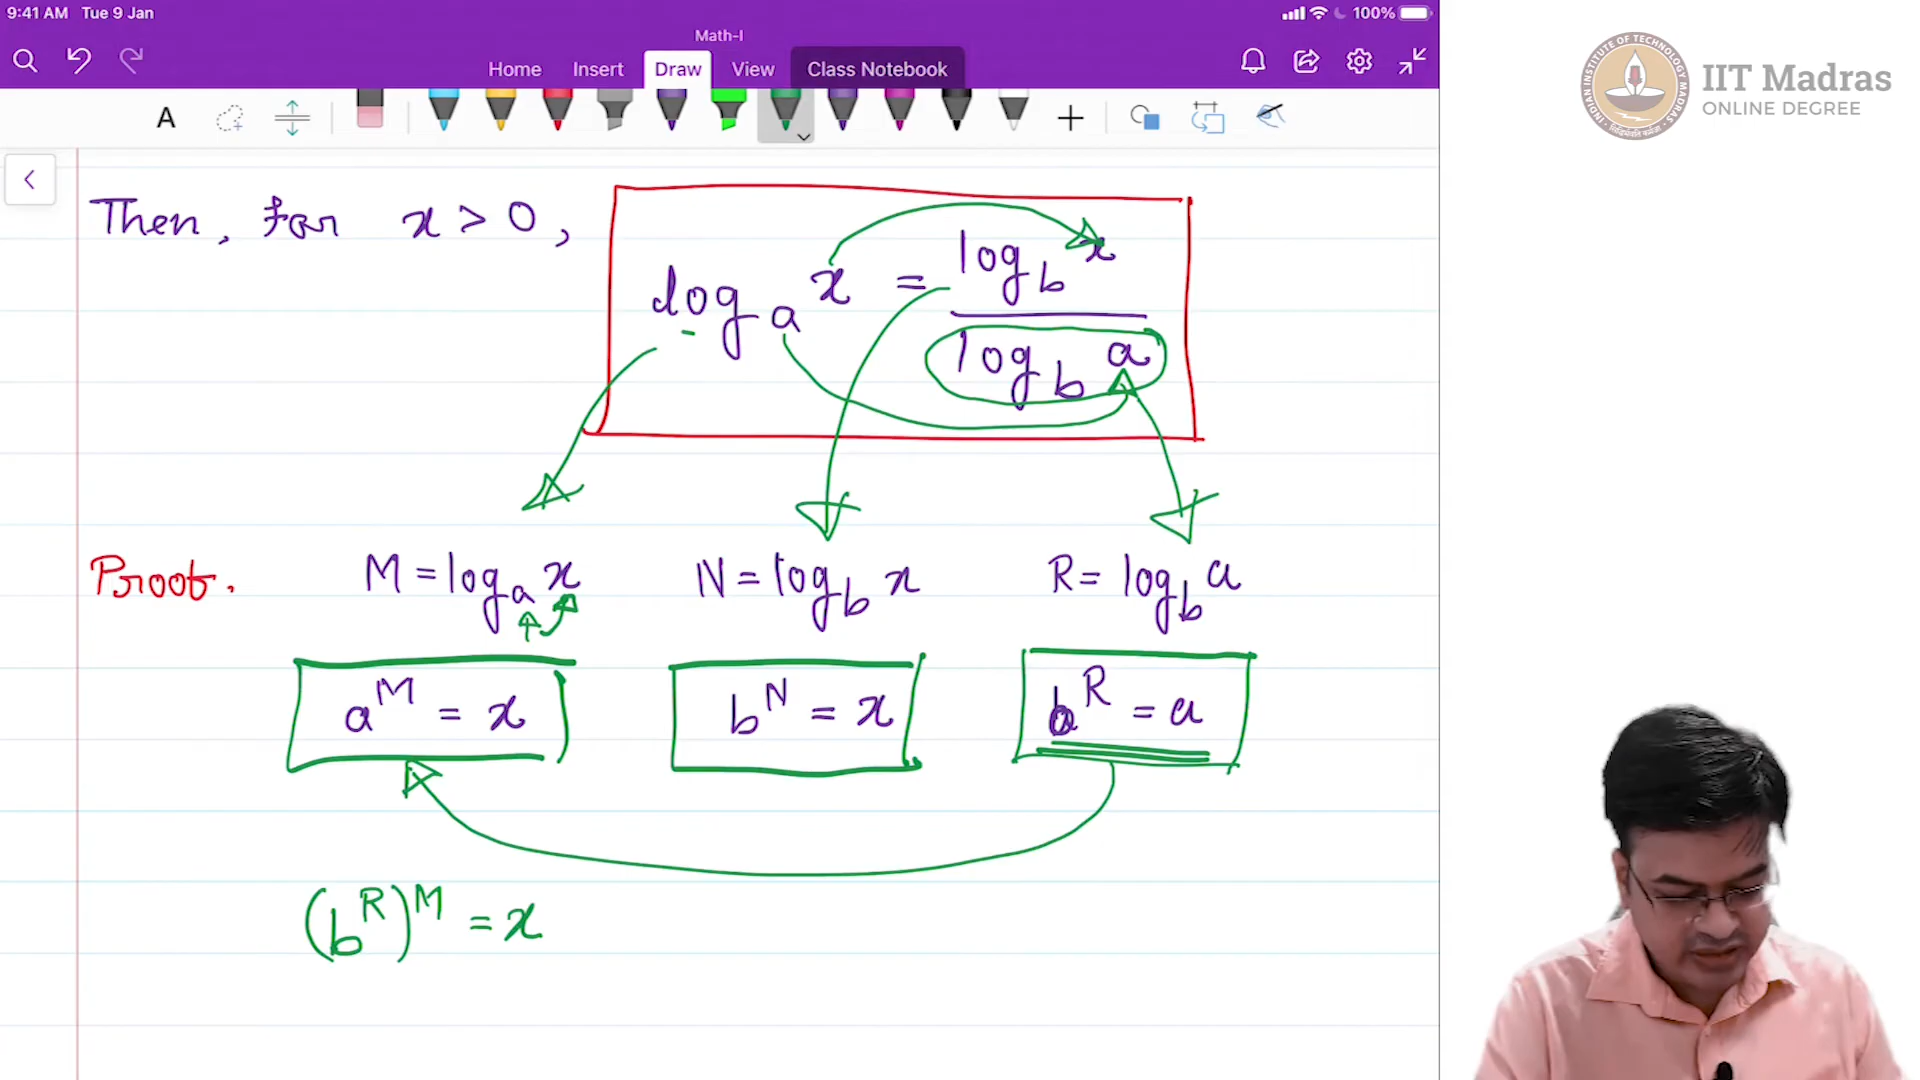 9:41 AM Tue 9 Jan
100%
Math-I
Home Insert Draw View Class Notebook
A
IIT Madras
ONLINE DEGREE
Then, for x > 0,
log_a x = log_b x / log_b a
Proof. M = log_a x N = log_b x R = log_b a
a^M = x b^N = x b^R = a
(b^R)^M = x